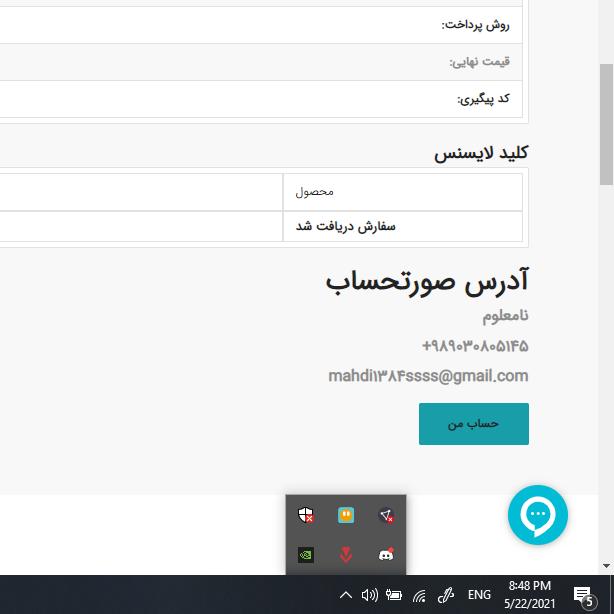 روش پرداخت:
قیمت نهایی:
کد پیگیری:
کلید لایسنس
محصول
سفارش دریافت شد
آدرس صورتحساب
نامعلوم
+۹۸۹۰۳۰۸۰۵۱۴۵
mahdi۱۳۸۴ssss@gmail.com
حساب من
ENG
8:48 PM
5/22/2021
5